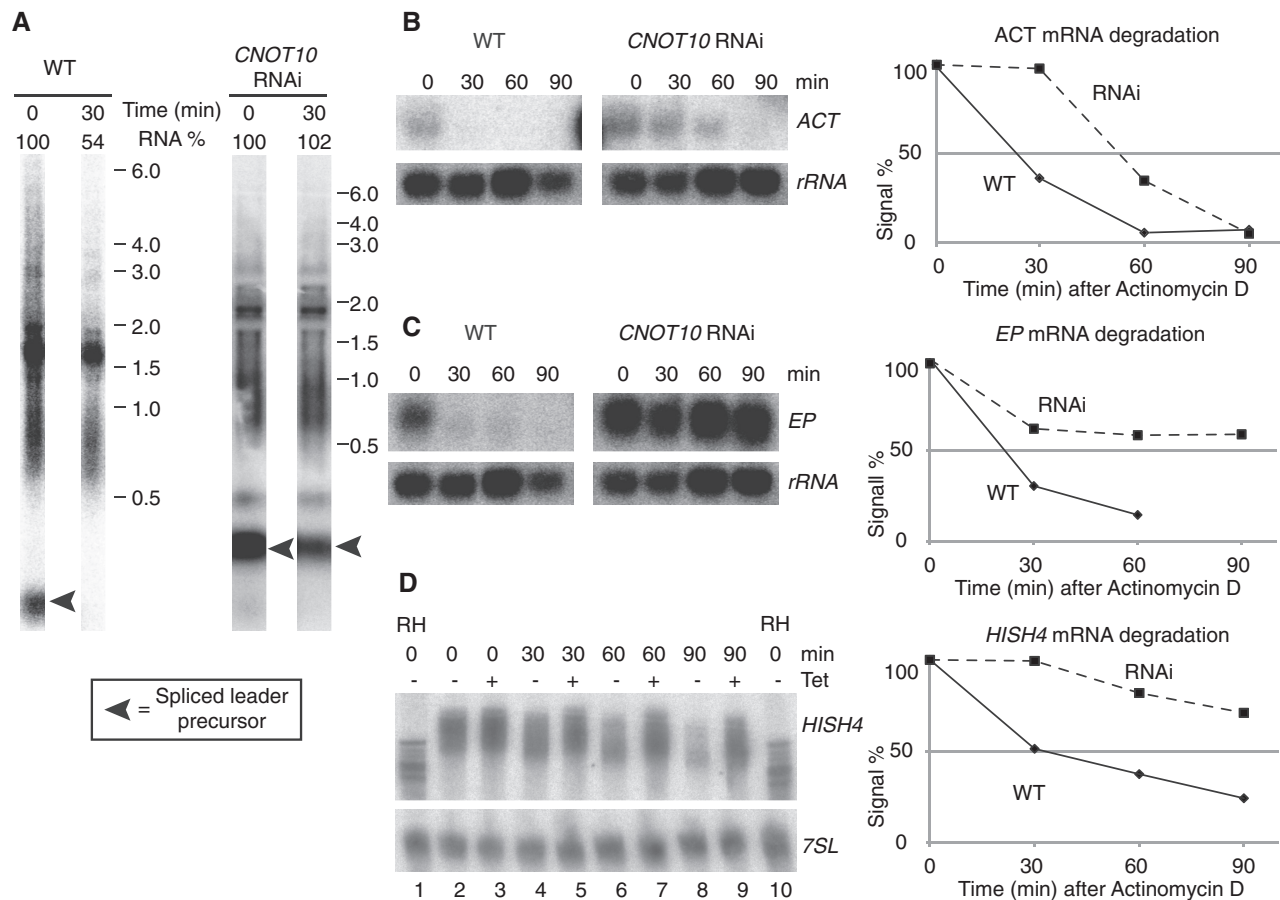 A
WT
0 30
100 54
Time (min)
RNA %
CNOT10
RNAi
0 30
100 102
6.0
4.0
3.0
2.0
1.5
1.0
0.5
6.0
4.0
3.0
2.0
1.5
1.0
0.5
= Spliced leader
precursor
B
WT CNOT10 RNAi
0 30 60 90 0 30 60 90 min
ACT
rRNA
ACT mRNA degradation
Signal %
100
50
0
RNAi
WT
0 30 60 90
Time (min) after Actinomycin D
C
WT CNOT10 RNAi
0 30 60 90 0 30 60 90 min
EP
rRNA
EP mRNA degradation
Signall %
100
50
0
RNAi
WT
0 30 60 90
Time (min) after Actinomycin D
D
RH RH
0 0 0 30 30 60 60 90 90 0 min
- - + - + - + - + - Tet
HISH4
7SL
1 2 3 4 5 6 7 8 9 10
HISH4 mRNA degradation
Signal %
100
50
0
RNAi
WT
0 30 60 90
Time (min) after Actinomycin D